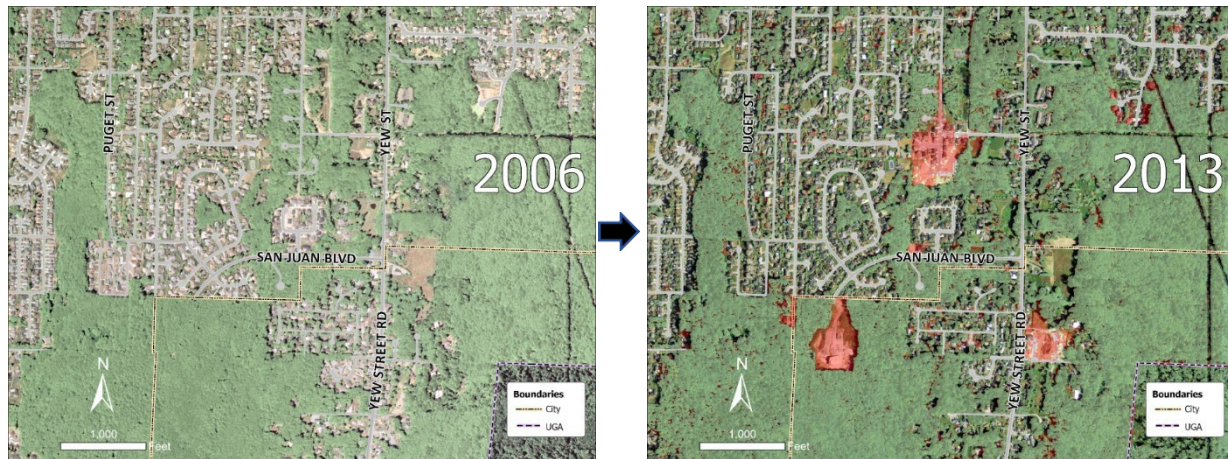 2006
PUGET ST
YEW ST
SAN JUAN BLVD
YEW STREET RD
N
1,000
Feet
Boundaries
City
UGA
2013
PUGET ST
YEW ST
SAN JUAN BLVD
YEW STREET RD
N
1,000
Feet
Boundaries
City
UGA